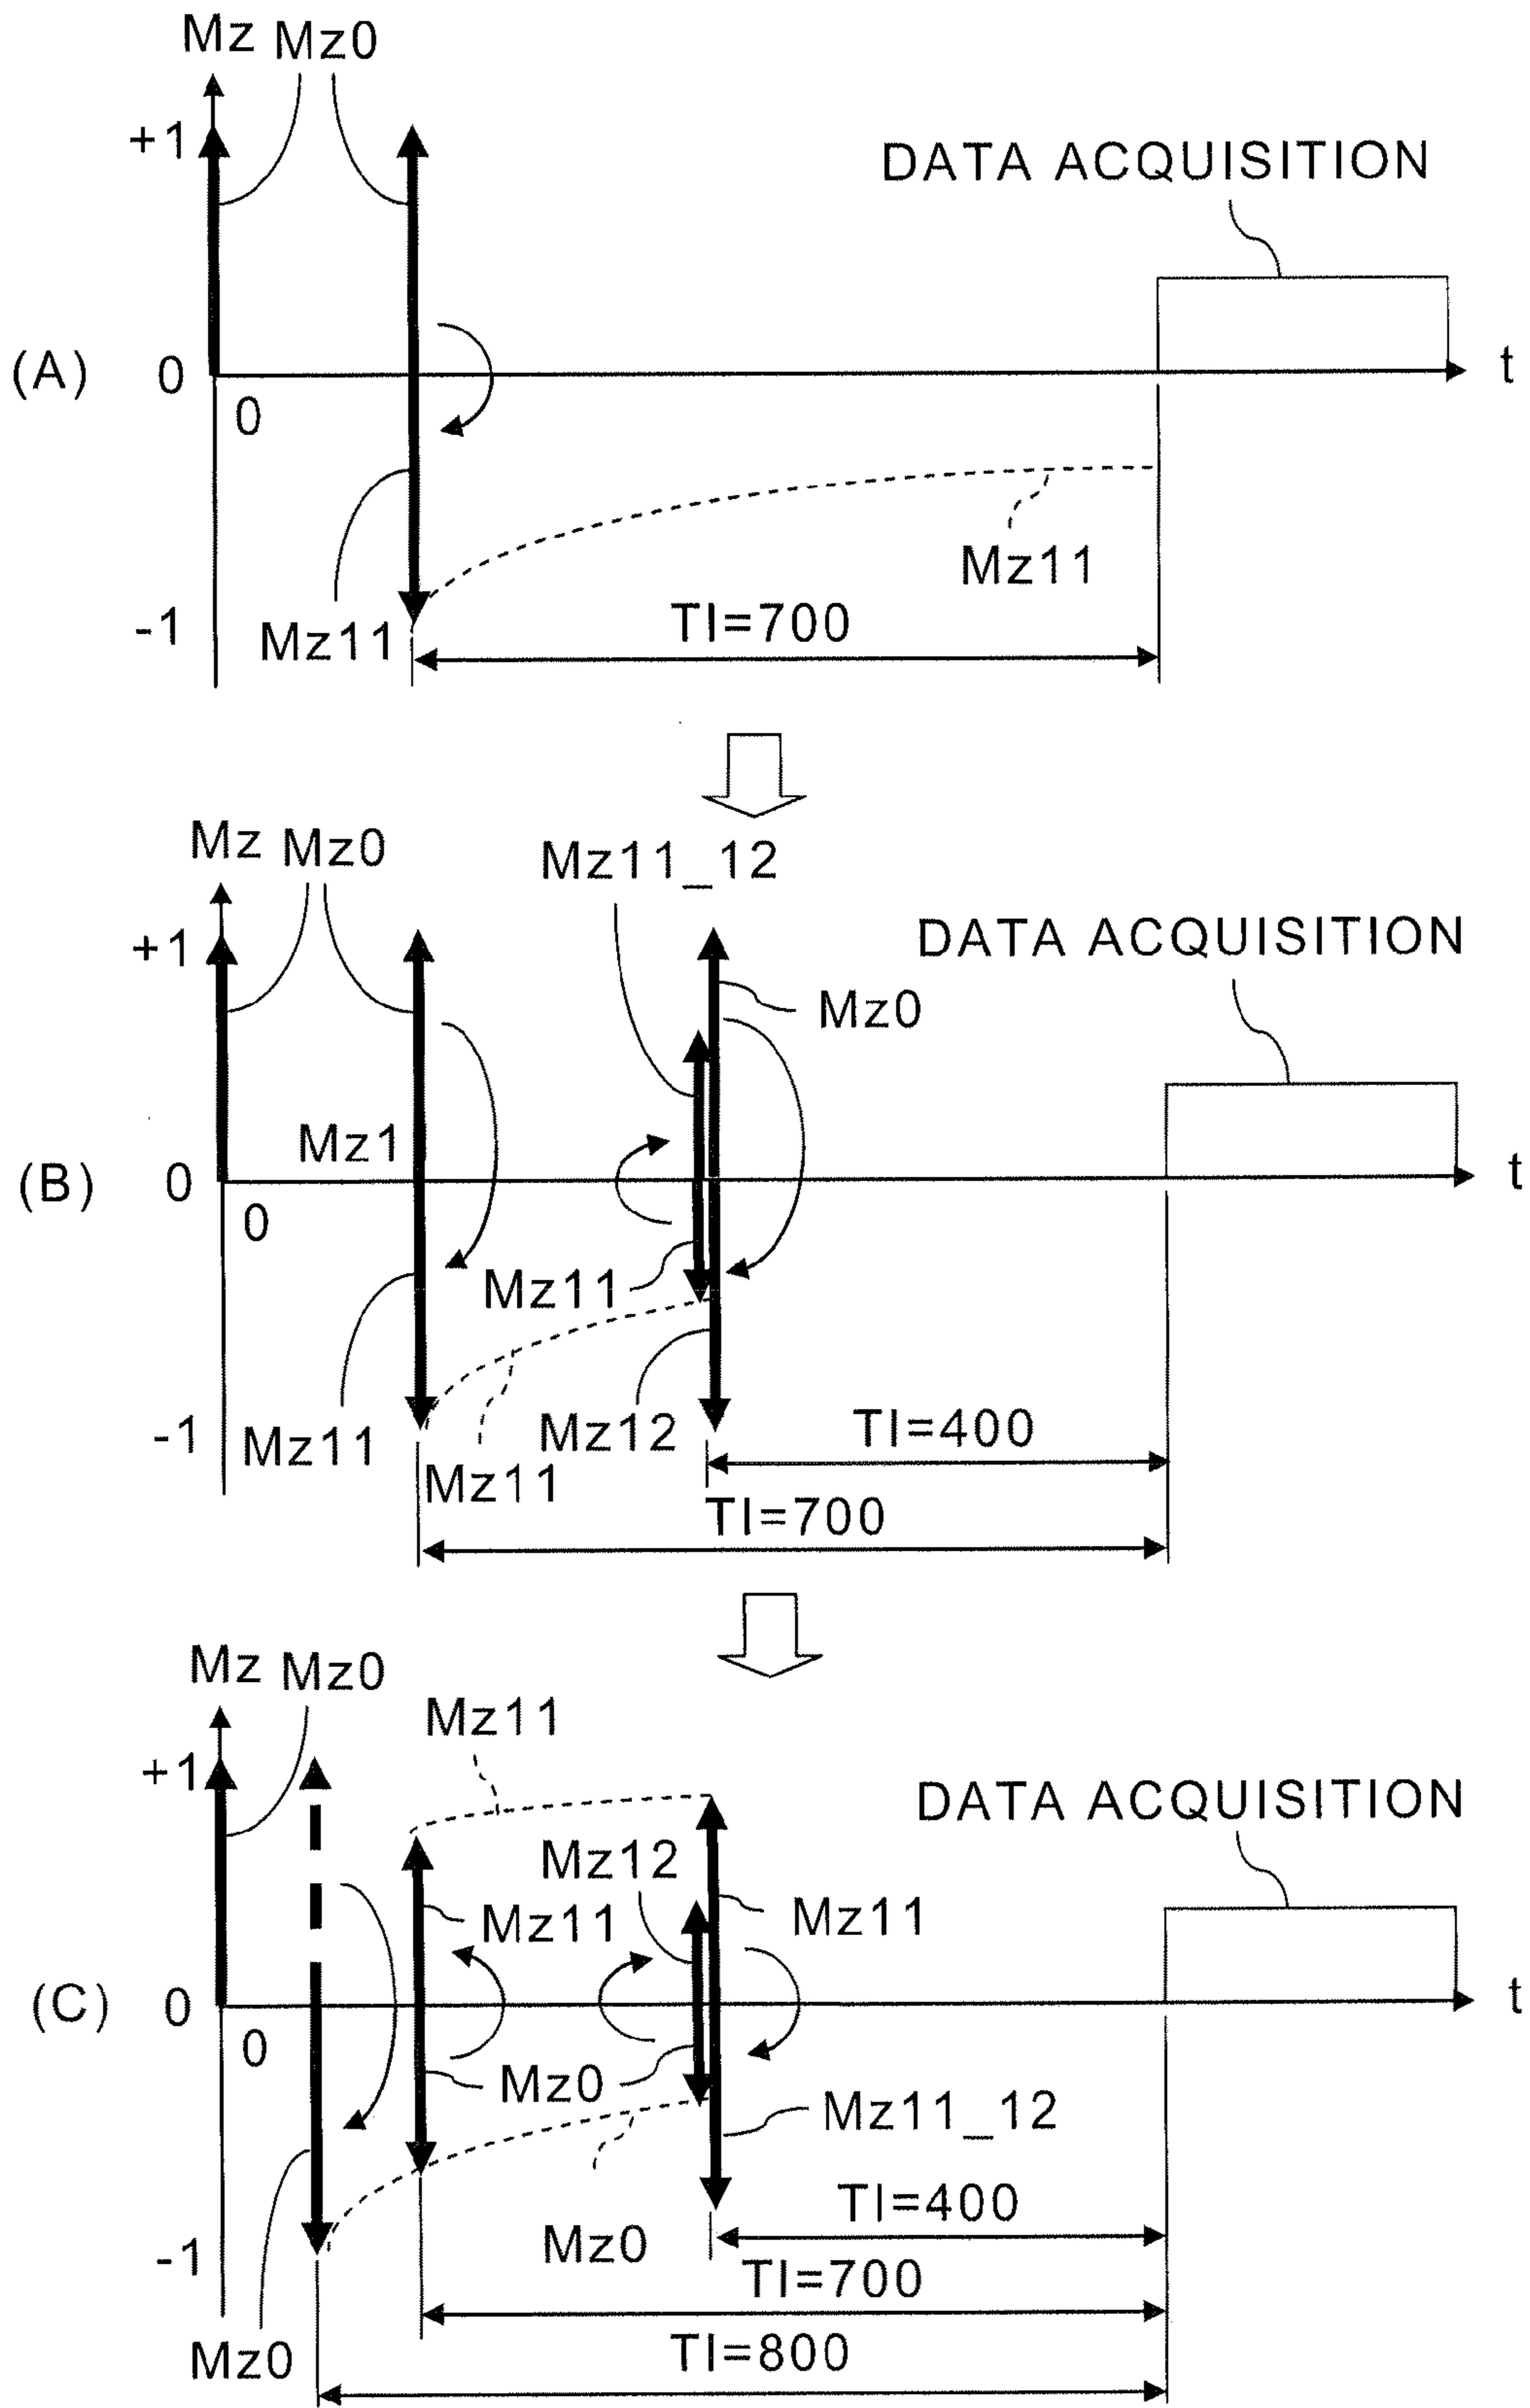 Mz Mz0
+1
DATA ACQUISITION
(A) 0 t
0
Mz11
-1 Mz11 TI=700
Mz Mz0 Mz11_12
+1 DATA ACQUISITION
Mz0
Mz1
(B) 0 t
0
Mz11
-1 Mz11 Mz11 Mz12 TI=400
TI=700
Mz Mz0
Mz11
+1 DATA ACQUISITION
Mz12
Mz11 Mz11
(C) 0 t
0
Mz0
Mz11_12
TI=400
-1 Mz0
TI=700
Mz0 TI=800